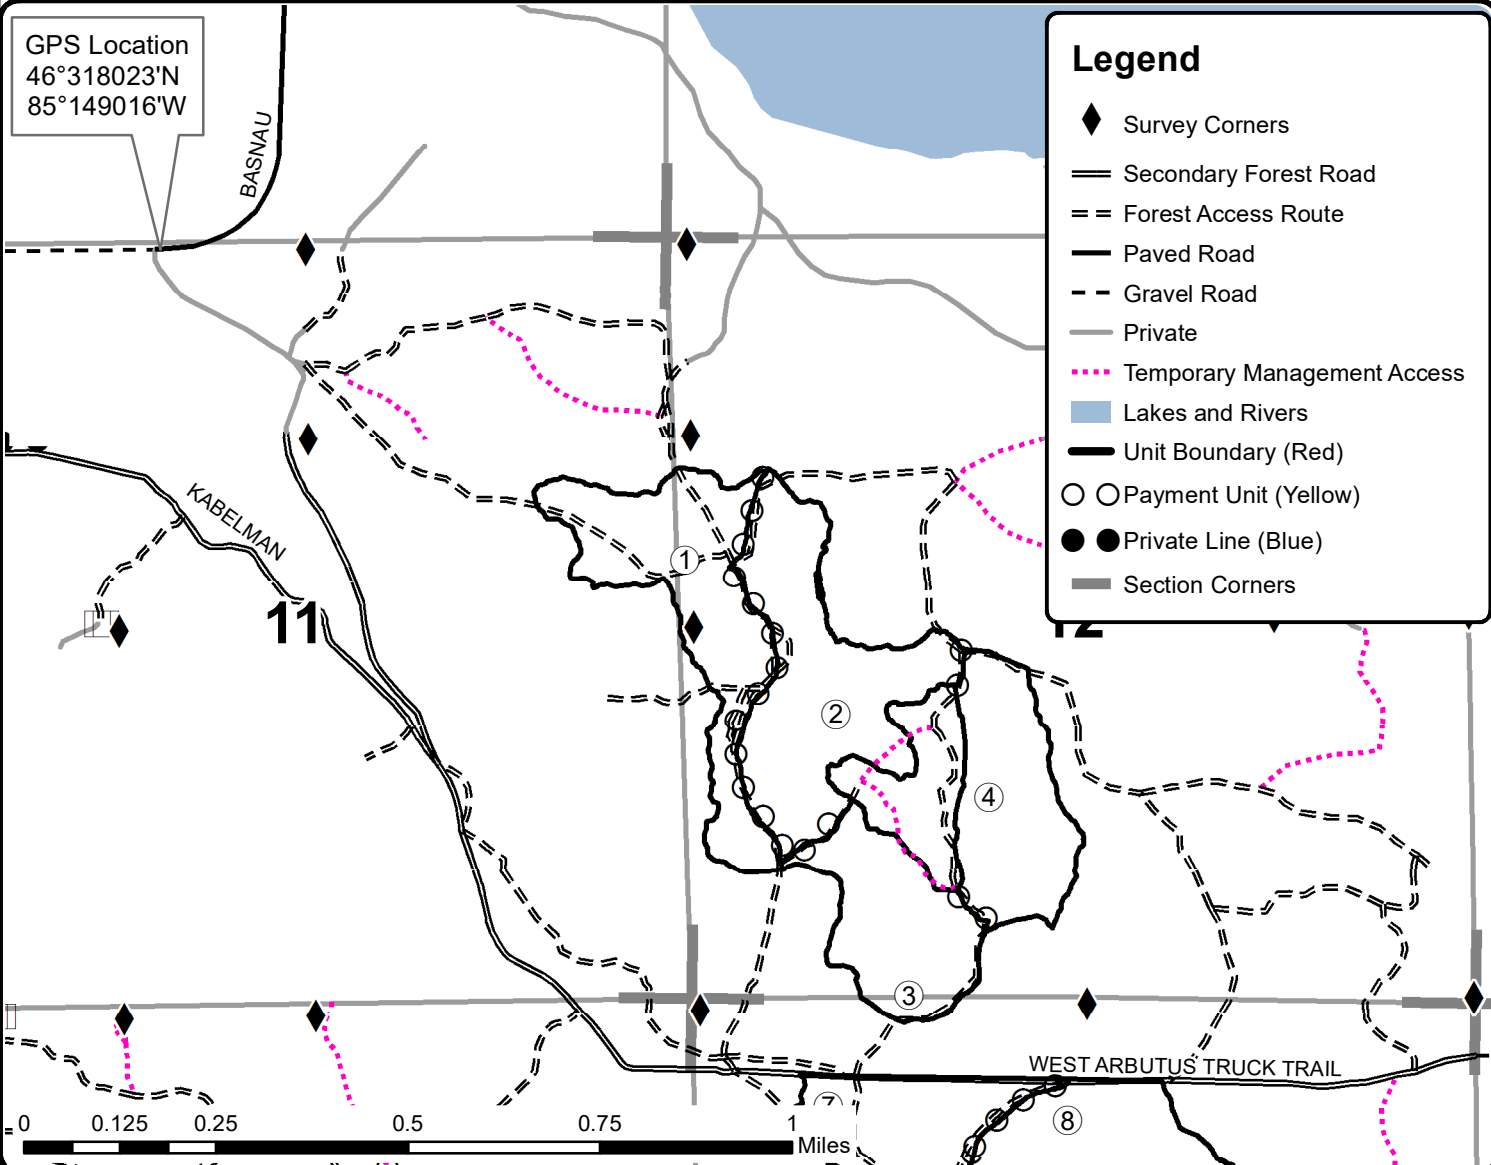 GPS Location
46°318023'N
85°149016'W
BASNAU
Legend
Survey Corners
Secondary Forest Road
Forest Access Route
Paved Road
Gravel Road
Private
Temporary Management Access
Lakes and Rivers
Unit Boundary (Red)
Payment Unit (Yellow)
Private Line (Blue)
Section Corners
KABELMAN
1
11
12
2
4
3
WEST ARBUTUS TRUCK TRAIL
7
8
0 0.125 0.25 0.5 0.75 1
Miles